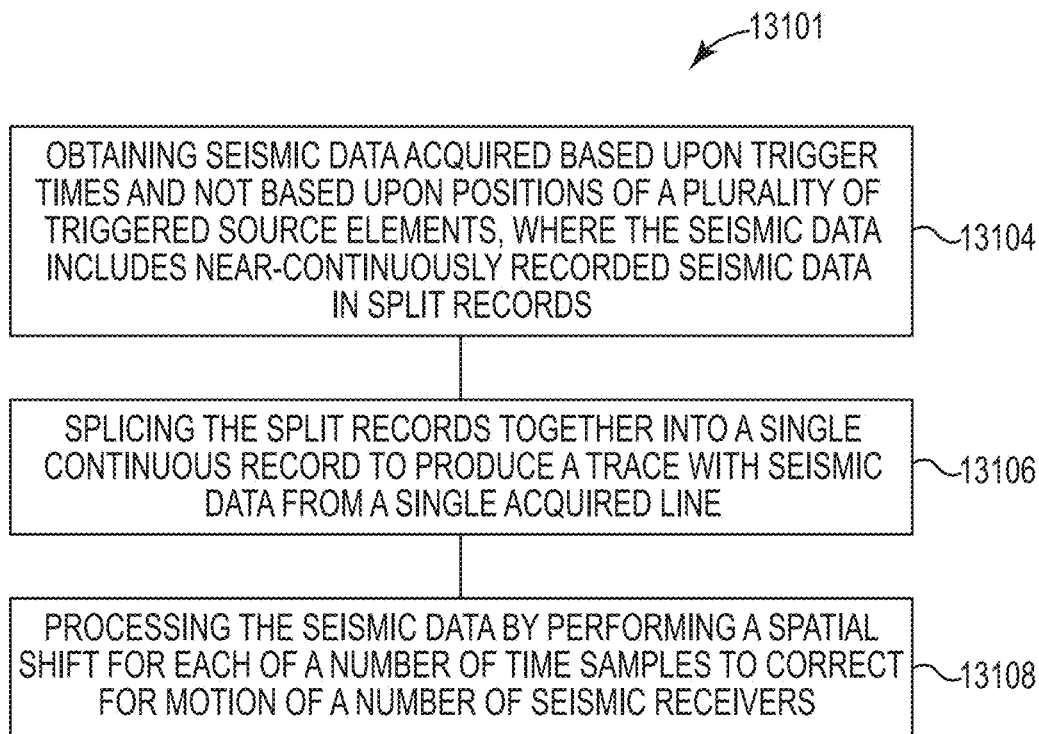 13101
OBTAINING SEISMIC DATA ACQUIRED BASED UPON TRIGGER
TIMES AND NOT BASED UPON POSITIONS OF A PLURALITY OF
TRIGGERED SOURCE ELEMENTS, WHERE THE SEISMIC DATA
INCLUDES NEAR-CONTINUOUSLY RECORDED SEISMIC DATA
IN SPLIT RECORDS
13104
SPLICING THE SPLIT RECORDS TOGETHER INTO A SINGLE
CONTINUOUS RECORD TO PRODUCE A TRACE WITH SEISMIC
DATA FROM A SINGLE ACQUIRED LINE
13106
PROCESSING THE SEISMIC DATA BY PERFORMING A SPATIAL
SHIFT FOR EACH OF A NUMBER OF TIME SAMPLES TO CORRECT
FOR MOTION OF A NUMBER OF SEISMIC RECEIVERS
13108